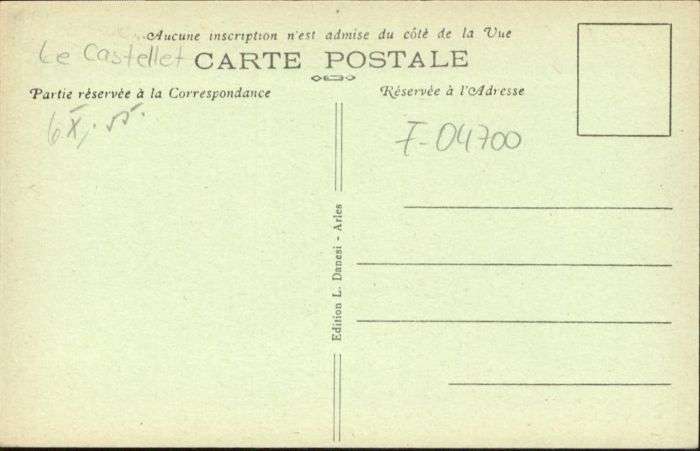 Aucune inscription n'est admise du côté de la Vue
Le Castellet
CARTE POSTALE
Partie réservée à la Correspondance
Réservée à l'Adresse
F-04700
Edition L. Danesi - Arles